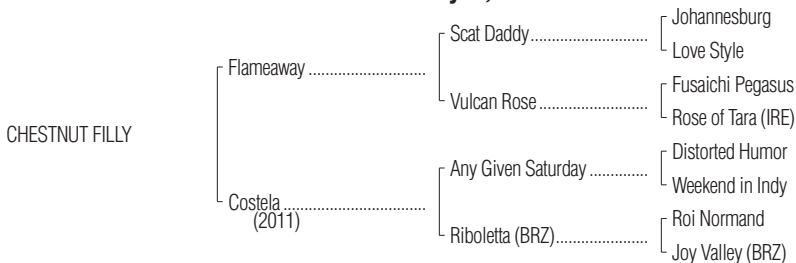 Johannesburg
Scat Daddy
Love Style
Flameaway
Fusaichi Pegasus
Vulcan Rose
Rose of Tara (IRE)
CHESTNUT FILLY
Distorted Humor
Any Given Saturday
Weekend in Indy
Costela
(2011)
Roi Normand
Riboletta (BRZ)
Joy Valley (BRZ)